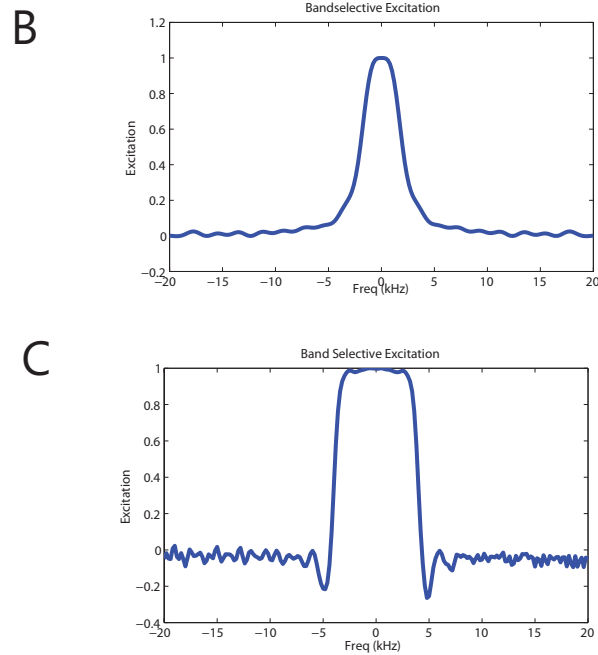 B
Bandselective Excitation
1.2
1
0.8
0.6
0.4
0.2
0
−0.2
Excitation
−20 −15 −10 −5 0 5 10 15 20
Freq (kHz)
C
Band Selective Excitation
1
0.8
0.6
0.4
0.2
0
−0.2
−0.4
Excitation
−20 −15 −10 −5 0 5 10 15 20
Freq (kHz)